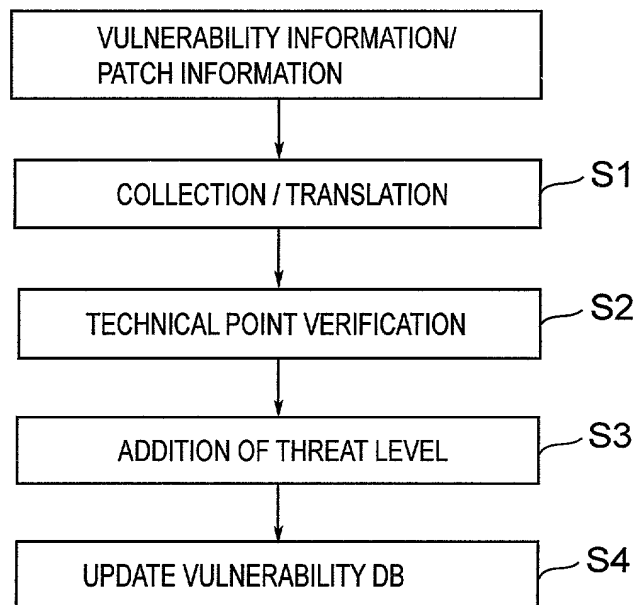 VULNERABILITY INFORMATION/
PATCH INFORMATION
COLLECTION / TRANSLATION
S1
TECHNICAL POINT VERIFICATION
S2
ADDITION OF THREAT LEVEL
S3
UPDATE VULNERABILITY DB
S4